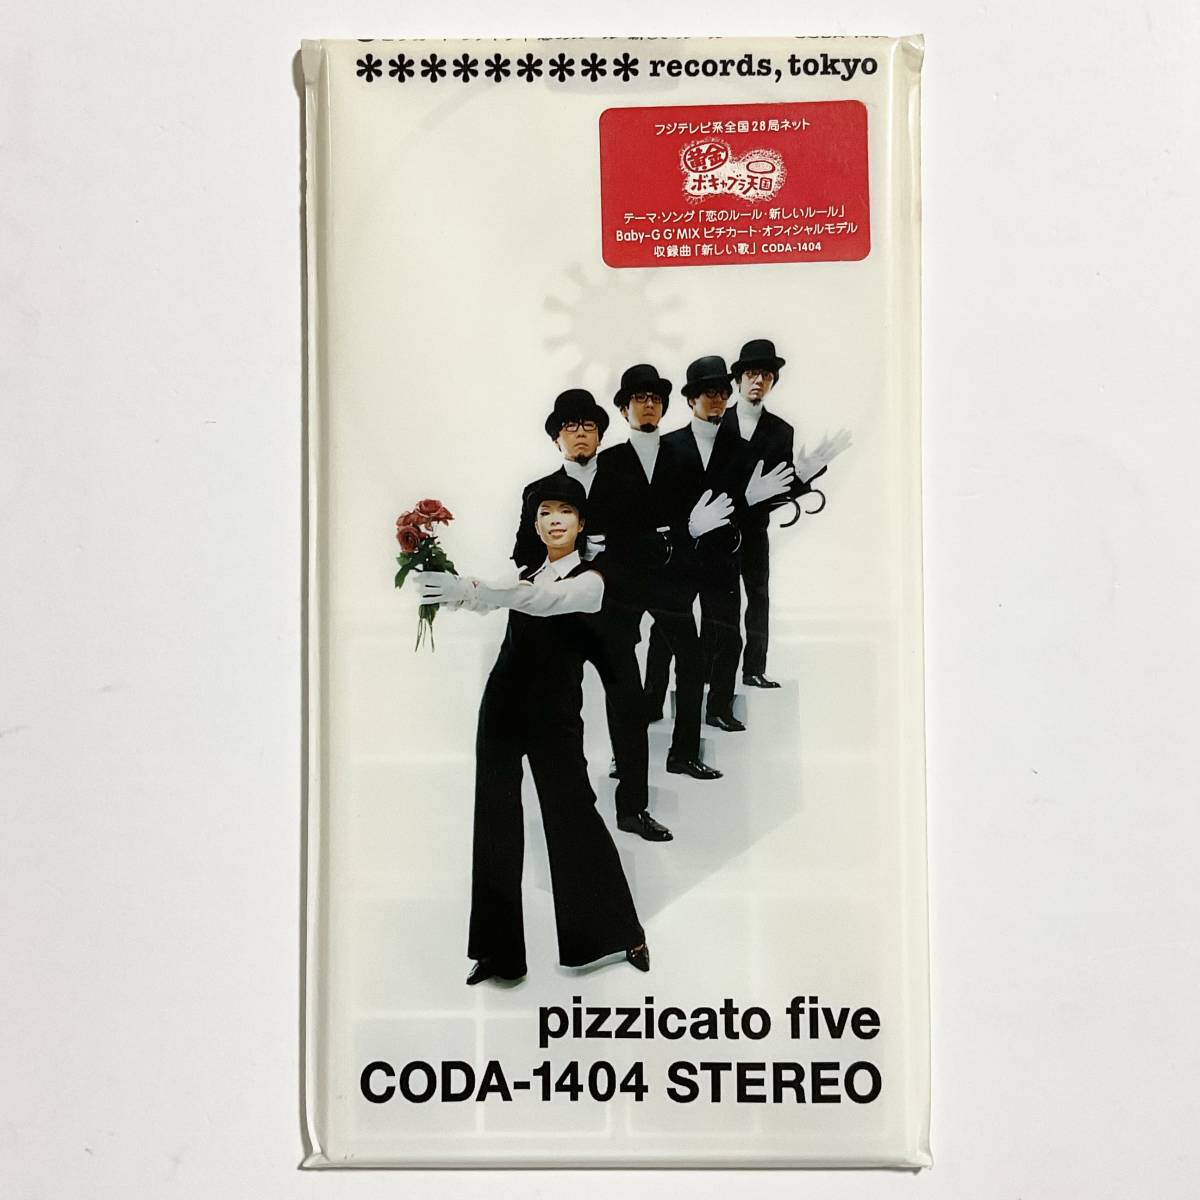 ********* records, tokyo
フジテレビ系全国28局ネット
黄金
ボキャブラ天国
テーマ・ソング「恋のルール・新しいルール」
Baby-G G'MIX ピチカート・オフィシャルモデル
収録曲「新しい歌」CODA-1404
pizzicato five
CODA-1404 STEREO